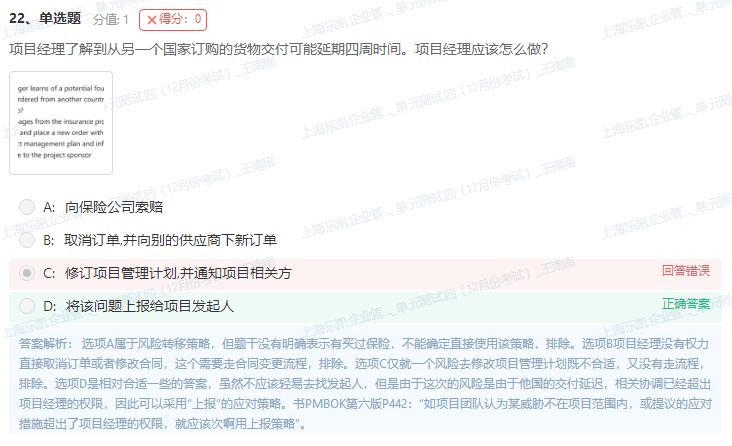 22、单选题 分值: 1 ✕得分：0
项目经理了解到从另一个国家订购的货物交付可能延期四周时间。项目经理应该怎么做？
ger learns of a potential fou
rdered from another countr
o?
ages from the insurance prc
and place a new order with
ct management plan and inf
e to the project sponsor
A: 向保险公司索赔
B: 取消订单,并向别的供应商下新订单
C: 修订项目管理计划,并通知项目相关方 回答错误
D: 将该问题上报给项目发起人 正确答案
答案解析： 选项A属于风险转移策略，但题干没有明确表示有买过保险，不能确定直接使用该策略，排除。选项B项目经理没有权力
直接取消订单或者修改合同，这个需要走合同变更流程，排除。选项C仅就一个风险去修改项目管理计划既不合适，又没有走流程，
排除。选项D是相对合适一些的答案，虽然不应该轻易去找发起人，但是由于这次的风险是由于他国的交付延迟，相关协调已经超出
项目经理的权限，因此可以采用“上报”的应对策略。书PMBOK第六版P442：“如项目团队认为某威胁不在项目范围内，或提议的应对
措施超出了项目经理的权限，就应该次啊用上报策略”。
上海乐凯企业管..._单元测试四（12月份考试）_王南南